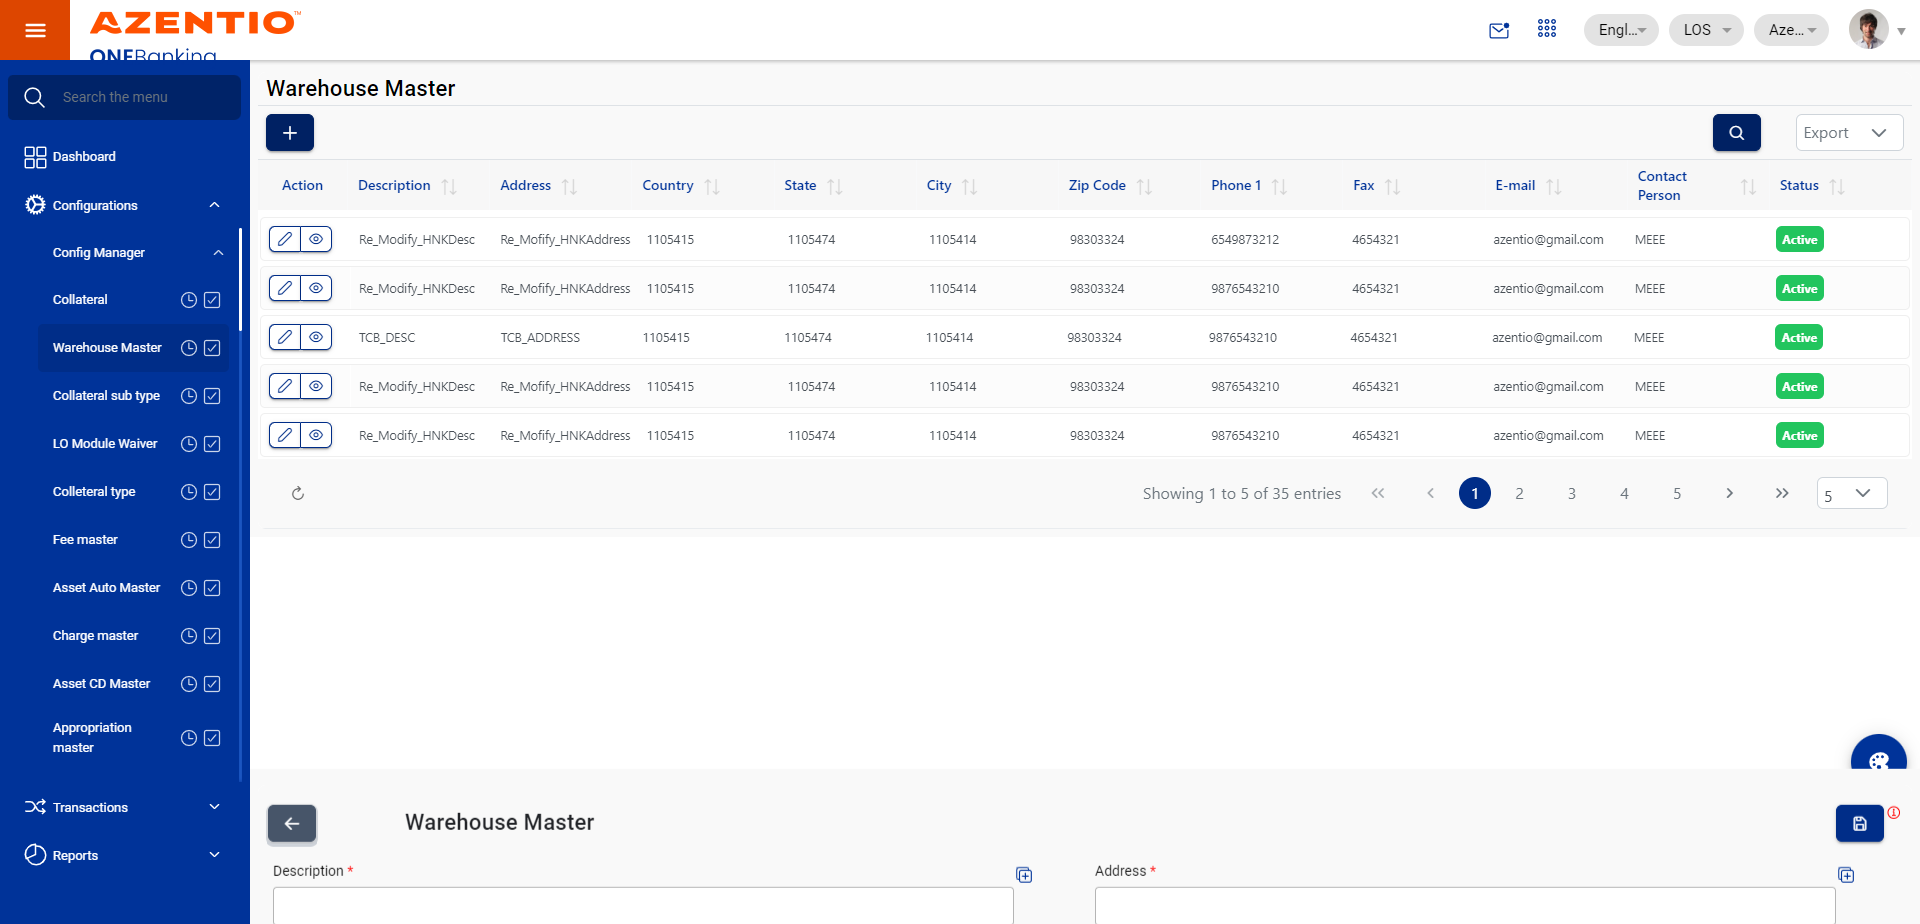 AZENTIO™
ONEBanking
Engl...
LOS
Aze...
Search the menu
Dashboard
Configurations
Config Manager
Collateral
Warehouse Master
Collateral sub type
LO Module Waiver
Colleteral type
Fee master
Asset Auto Master
Charge master
Asset CD Master
Appropriation
master
Transactions
Reports
Warehouse Master
Export
Action Description Address Country State City Zip Code Phone 1 Fax E-mail Contact Person Status
Re_Modify_HNKDesc Re_Mofify_HNKAddress 1105415 1105474 1105414 98303324 6549873212 4654321 azentio@gmail.com MEEE Active
Re_Modify_HNKDesc Re_Mofify_HNKAddress 1105415 1105474 1105414 98303324 9876543210 4654321 azentio@gmail.com MEEE Active
TCB_DESC TCB_ADDRESS 1105415 1105474 1105414 98303324 9876543210 4654321 azentio@gmail.com MEEE Active
Re_Modify_HNKDesc Re_Mofify_HNKAddress 1105415 1105474 1105414 98303324 9876543210 4654321 azentio@gmail.com MEEE Active
Re_Modify_HNKDesc Re_Mofify_HNKAddress 1105415 1105474 1105414 98303324 9876543210 4654321 azentio@gmail.com MEEE Active
Showing 1 to 5 of 35 entries 1 2 3 4 5 5
Warehouse Master
Description * Address *